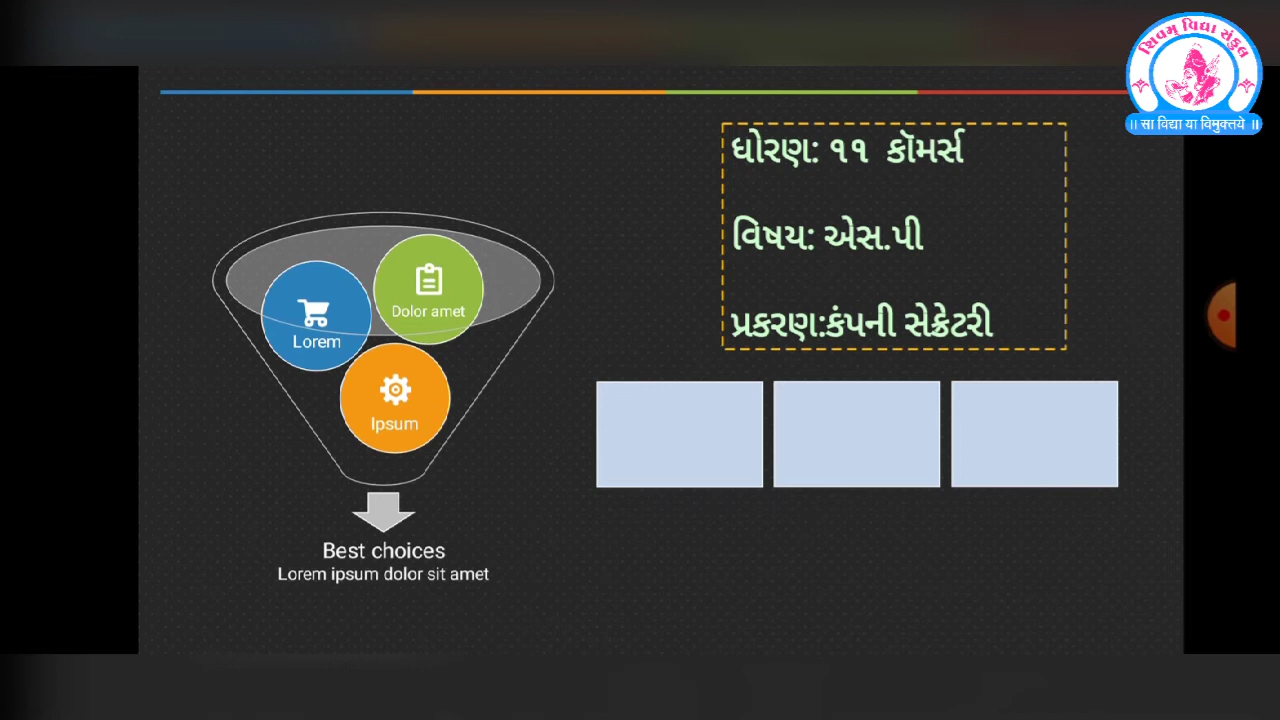 શિવમ્ વિદ્યા સંકુલ
॥ सा विद्या या विमुक्तये ॥
ધોરણ: ૧૧ કૉમર્સ
વિષય: એસ.પી
પ્રકરણ:કંપની સેક્રેટરી
Dolor amet
Lorem
Ipsum
Best choices
Lorem ipsum dolor sit amet